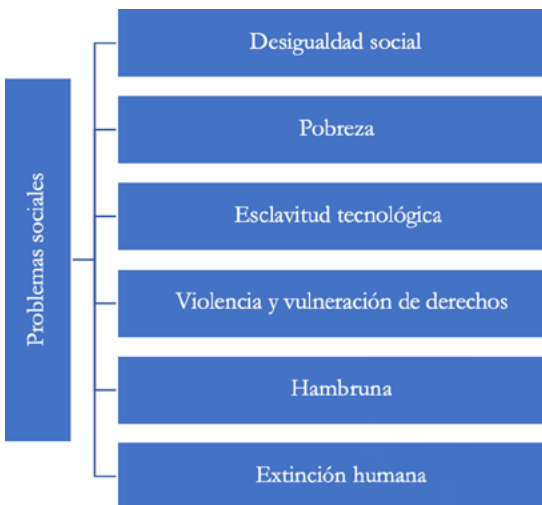 Problemas sociales
Desigualdad social
Pobreza
Esclavitud tecnológica
Violencia y vulneración de derechos
Hambruna
Extinción humana